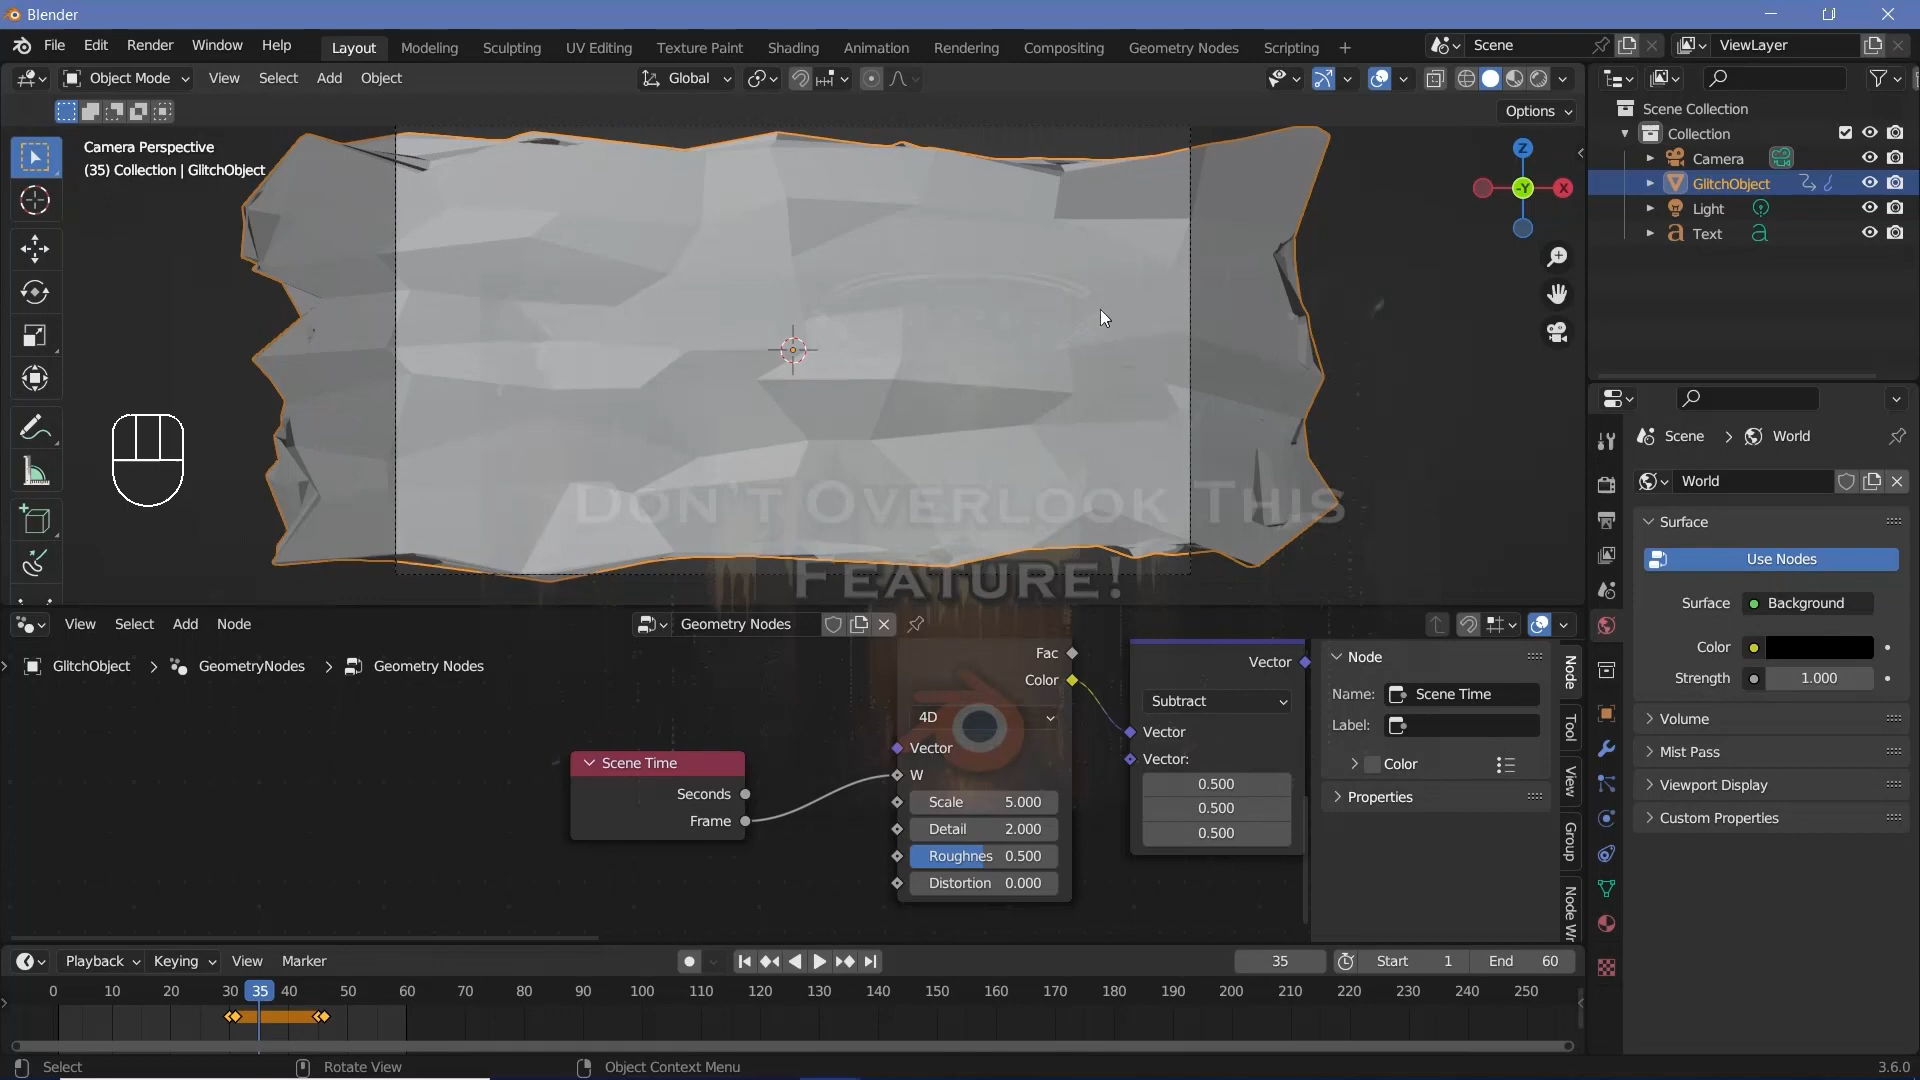 Blender
File Edit Render Window Help Layout Modeling Sculpting UV Editing Texture Paint Shading Animation Rendering Compositing Geometry Nodes Scripting + Scene ViewLayer
Object Mode View Select Add Object Global
Options
Camera Perspective
(35) Collection | GlitchObject
Z
-Y X
Scene Collection
Collection
Camera
GlitchObject
Light
Text
DON'T OVERLOOK THIS
FEATURE!
View Select Add Node Geometry Nodes
GlitchObject > GeometryNodes > Geometry Nodes
Scene Time
Seconds
Frame
Fac
Color
4D
Vector
W
Scale 5.000
Detail 2.000
Roughnes 0.500
Distortion 0.000
Vector
Subtract
Vector
Vector:
0.500
0.500
0.500
Node
Name: Scene Time
Label:
Color
Properties
Node
Tool
View
Group
Node Wr
Scene > World
World
Surface
Use Nodes
Surface Background
Color
Strength 1.000
Volume
Mist Pass
Viewport Display
Custom Properties
Playback Keying View Marker 35 Start 1 End 60
0 10 20 30 35 40 50 60 70 80 90 100 110 120 130 140 150 160 170 180 190 200 210 220 230 240 250
Select Rotate View Object Context Menu 3.6.0